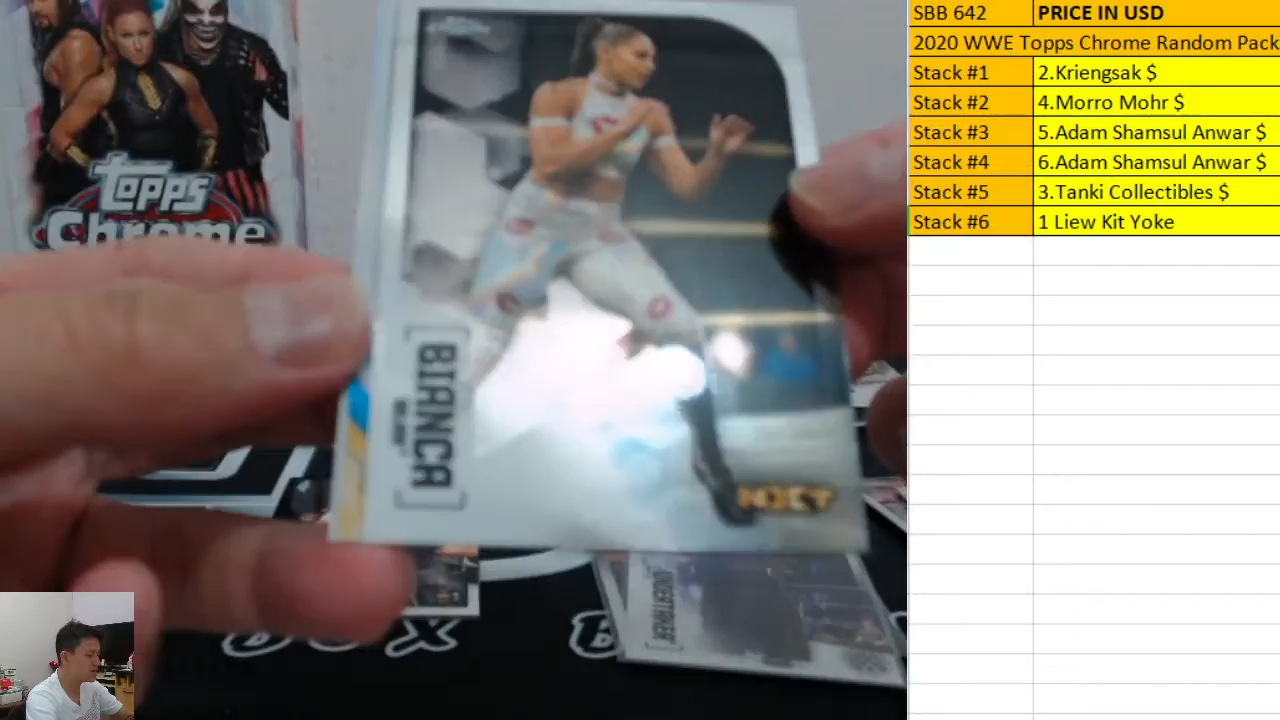 SBB 642 PRICE IN USD
2020 WWE Topps Chrome Random Pack
Stack #1 2.Kriengsak $
Stack #2 4.Morro Mohr $
Stack #3 5.Adam Shamsul Anwar $
Stack #4 6.Adam Shamsul Anwar $
Stack #5 3.Tanki Collectibles $
Stack #6 1 Liew Kit Yoke
topps
Chrome
[BIANCA]
NXT
UNDERTAKER]
BOX
B